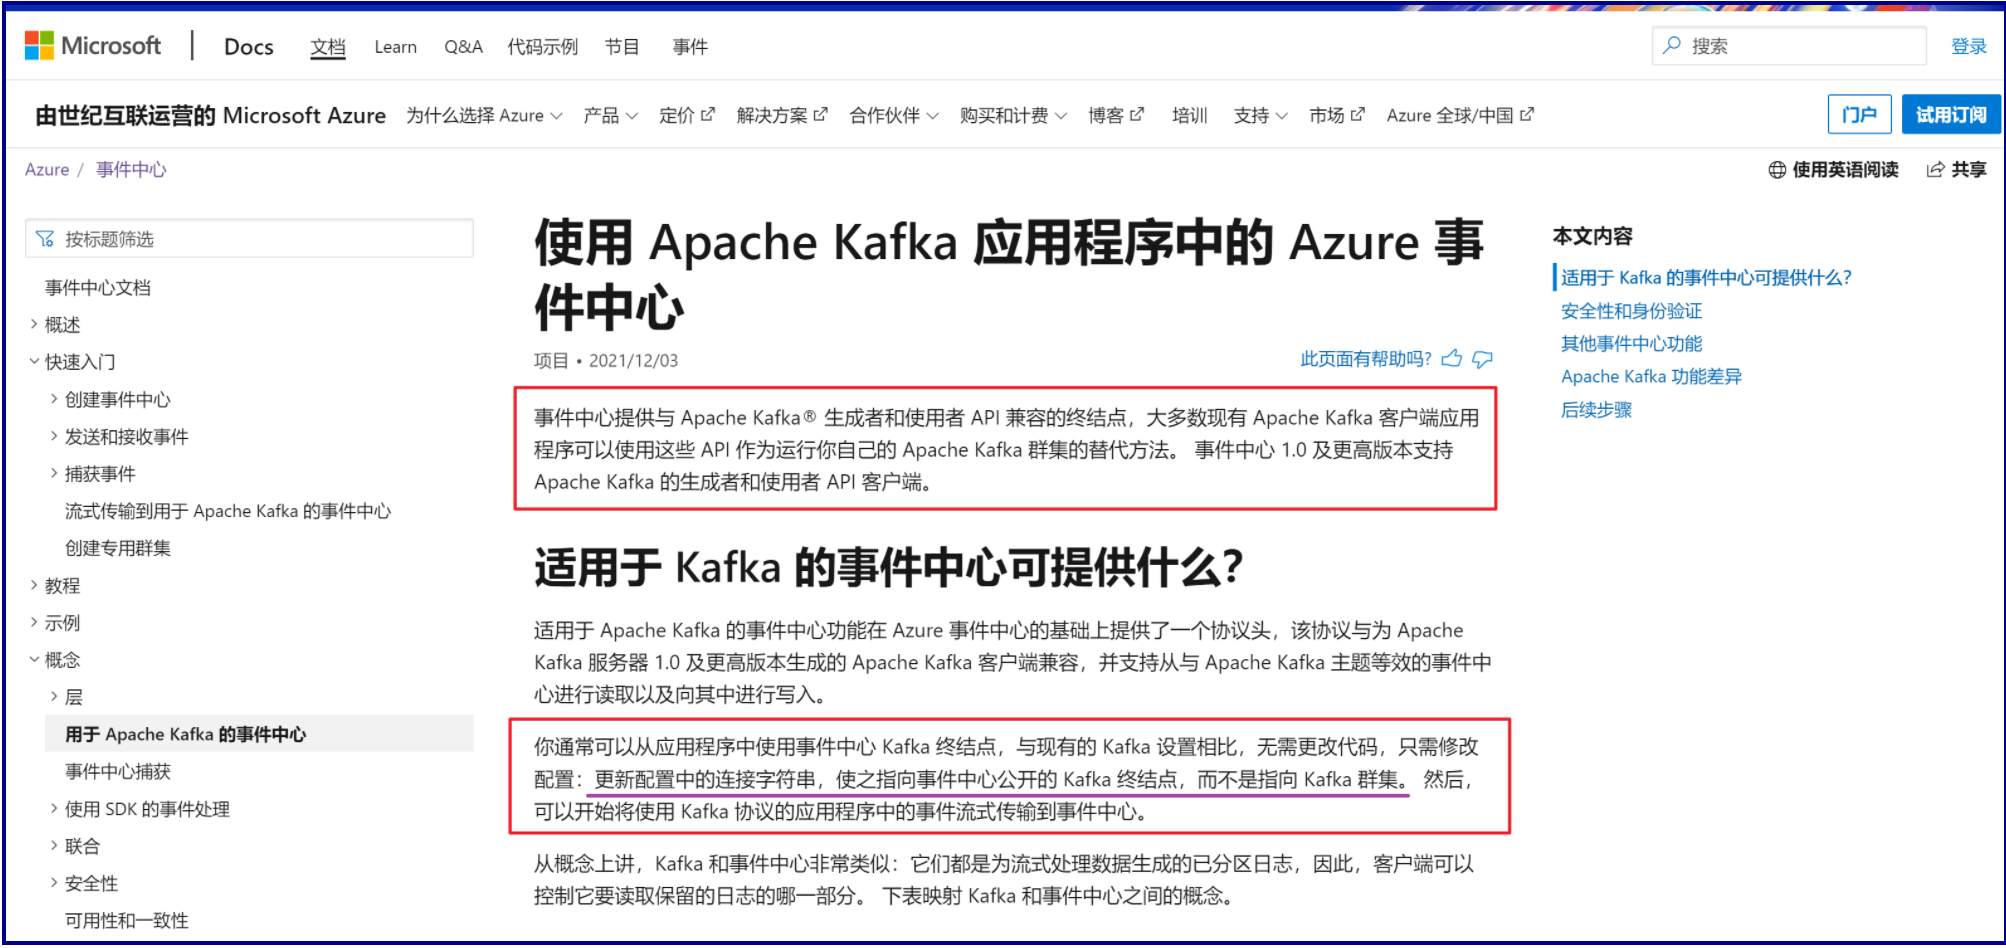 Microsoft
Docs 文档 Learn Q&A 代码示例 节目 事件
搜索
登录
由世纪互联运营的 Microsoft Azure 为什么选择 Azure 产品 定价 解决方案 合作伙伴 购买和计费 博客 培训 支持 市场 Azure 全球/中国
门户
试用订阅
Azure / 事件中心
使用英语阅读 共享
按标题筛选
事件中心文档
概述
快速入门
创建事件中心
发送和接收事件
捕获事件
流式传输到用于 Apache Kafka 的事件中心
创建专用群集
教程
示例
概念
层
用于 Apache Kafka 的事件中心
事件中心捕获
使用 SDK 的事件处理
联合
安全性
可用性和一致性
使用 Apache Kafka 应用程序中的 Azure 事
件中心
项目 • 2021/12/03
此页面有帮助吗?
事件中心提供与 Apache Kafka® 生成者和使用者 API 兼容的终结点，大多数现有 Apache Kafka 客户端应用
程序可以使用这些 API 作为运行你自己的 Apache Kafka 群集的替代方法。 事件中心 1.0 及更高版本支持
Apache Kafka 的生成者和使用者 API 客户端。
适用于 Kafka 的事件中心可提供什么?
适用于 Apache Kafka 的事件中心功能在 Azure 事件中心的基础上提供了一个协议头，该协议与为 Apache
Kafka 服务器 1.0 及更高版本生成的 Apache Kafka 客户端兼容，并支持从与 Apache Kafka 主题等效的事件中
心进行读取以及向其中进行写入。
你通常可以从应用程序中使用事件中心 Kafka 终结点，与现有的 Kafka 设置相比，无需更改代码，只需修改
配置：更新配置中的连接字符串，使之指向事件中心公开的 Kafka 终结点，而不是指向 Kafka 群集。 然后，
可以开始将使用 Kafka 协议的应用程序中的事件流式传输到事件中心。
从概念上讲，Kafka 和事件中心非常类似：它们都是为流式处理数据生成的已分区日志，因此，客户端可以
控制它要读取保留的日志的哪一部分。 下表映射 Kafka 和事件中心之间的概念。
本文内容
适用于 Kafka 的事件中心可提供什么?
安全性和身份验证
其他事件中心功能
Apache Kafka 功能差异
后续步骤